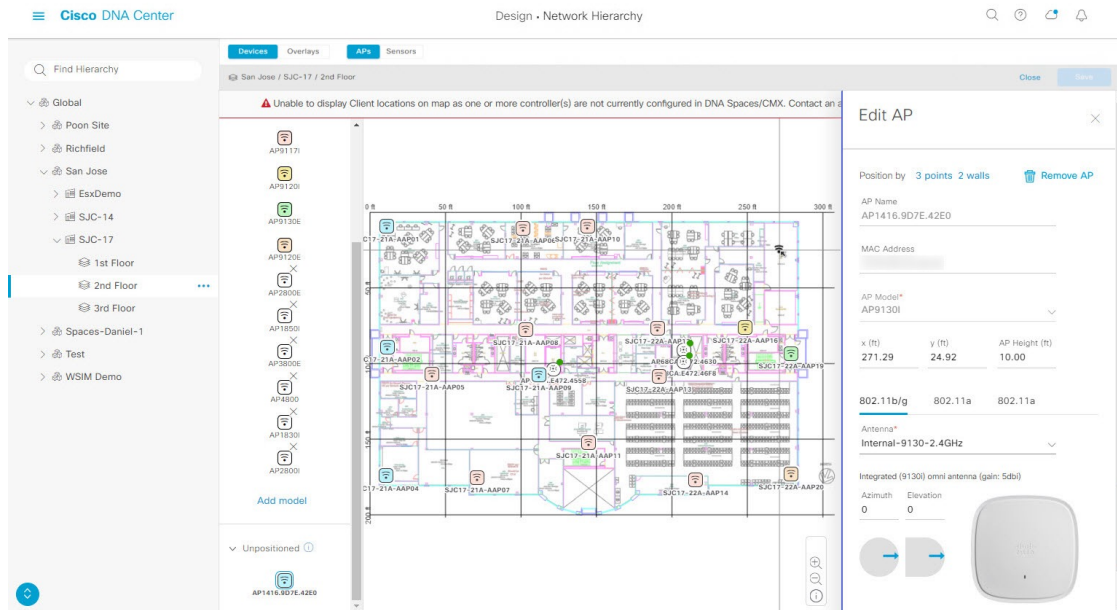 Cisco DNA Center
Design • Network Hierarchy
Devices Overlays APs Sensors
Find Hierarchy
San Jose / SJC-17 / 2nd Floor
Close Save
Unable to display Client locations on map as one or more controller(s) are not currently configured in DNA Spaces/CMX. Contact an a
Global
Poon Site
Richfield
San Jose
EsxDemo
SJC-14
SJC-17
1st Floor
2nd Floor
3rd Floor
Spaces-Daniel-1
Test
WSIM Demo
AP9117I
AP9120I
AP9130E
AP9120E
AP2800E
AP1850I
AP3800E
AP4800
AP1830I
AP2800I
Add model
Unpositioned
AP1416.9D7E.42E0
0 ft 50 ft 100 ft 150 ft 200 ft 250 ft 300 ft
C17-21A-AAP01
SJC17-21A-AAP06
SJC17-21A-AAP10
SJC17-21A-AAP08
SJC17-22A-AAP16
17-21A-AAP02
SJC17-22A-AAP19
SJC17-21A-AAP05
SJC17-21A-AAP09
SJC17-22A-AAP13
150 ft
SJC17-21A-AAP11
17-21A-AAP04
SJC17-21A-AAP07
SJC17-22A-AAP14
SJC17-22A-AAP20
200 ft
Edit AP
Position by 3 points 2 walls Remove AP
AP Name
AP1416.9D7E.42E0
MAC Address
AP Model*
AP9130I
x (ft) y (ft) AP Height (ft)
271.29 24.92 10.00
802.11b/g 802.11a 802.11a
Antenna*
Internal-9130-2.4GHz
Integrated (9130i) omni antenna (gain: 5dbi)
Azimuth Elevation
0 0